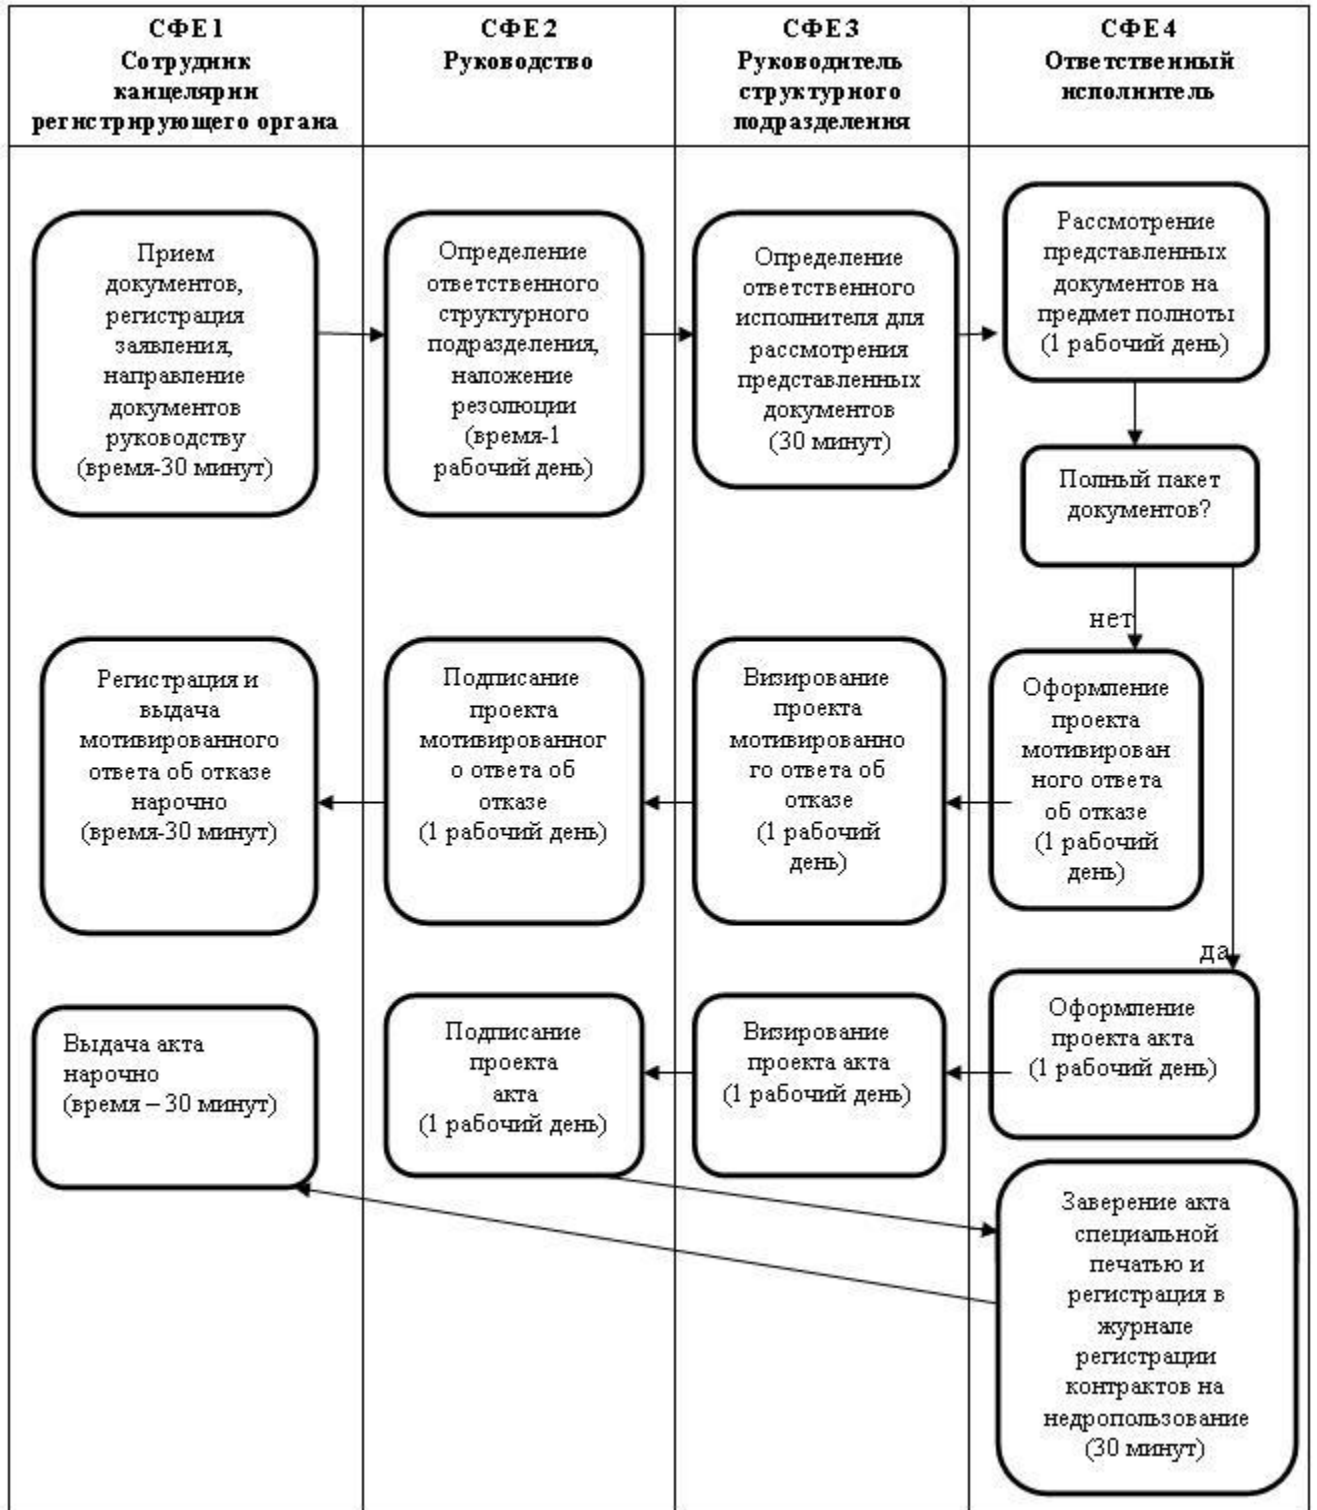 СФЕ 1
Сотрудник
канцелярии
регистрирующего органа
СФЕ 2
Руководство
СФЕ 3
Руководитель
структурного
подразделения
СФЕ 4
Ответственный
исполнитель
Прием
документов,
регистрация
заявления,
направление
документов
руководству
(время-30 минут)
Определение
ответственного
структурного
подразделения,
наложение
резолюции
(время-1
рабочий день)
Определение
ответственного
исполнителя для
рассмотрения
представленных
документов
(30 минут)
Рассмотрение
представленных
документов на
предмет полноты
(1 рабочий день)
Полный пакет
документов?
нет
Регистрация и
выдача
мотивированного
ответа об отказе
нарочно
(время-30 минут)
Подписание
проекта
мотивированног
о ответа об
отказе
(1 рабочий день)
Визирование
проекта
мотивированно
го ответа об
отказе
(1 рабочий
день)
Оформление
проекта
мотивирован
ного ответа
об отказе
(1 рабочий
день)
да
Выдача акта
нарочно
(время – 30 минут)
Подписание
проекта
акта
(1 рабочий день)
Визирование
проекта акта
(1 рабочий день)
Оформление
проекта акта
(1 рабочий день)
Заверение акта
специальной
печатью и
регистрация в
журнале
регистрации
контрактов на
недропользование
(30 минут)